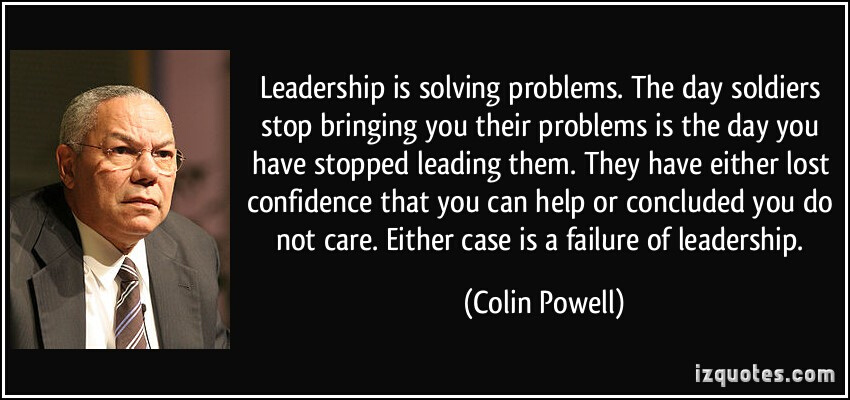 Leadership is solving problems. The day soldiers
stop bringing you their problems is the day you
have stopped leading them. They have either lost
confidence that you can help or concluded you do
not care. Either case is a failure of leadership.
(Colin Powell)
izquotes.com